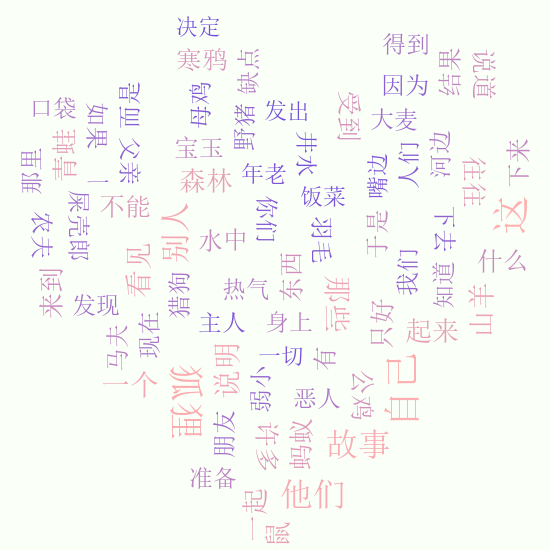 决定
得到
寒鸦
缺点
结果
说道
因为
口袋
如果
而是
母鸡
野猪
发出
受到
大麦
那里
青蛙
一
父亲
宝玉
井水
嘴边
人们
河边
往往
下来
森林
年老
饭菜
农夫
屎壳郎
不能
别人
你们
羽毛
于是
这
水中
我们
知道
下去
什么
来到
看见
猎狗
热气
东西
那些
山羊
发现
马夫
现在
主人
身上
只好
起来
一个
说明
一切
有
狐狸
弱小
恶人
公鸡
自己
朋友
多步
蚂蚁
故事
准备
一起
他们
一鼠